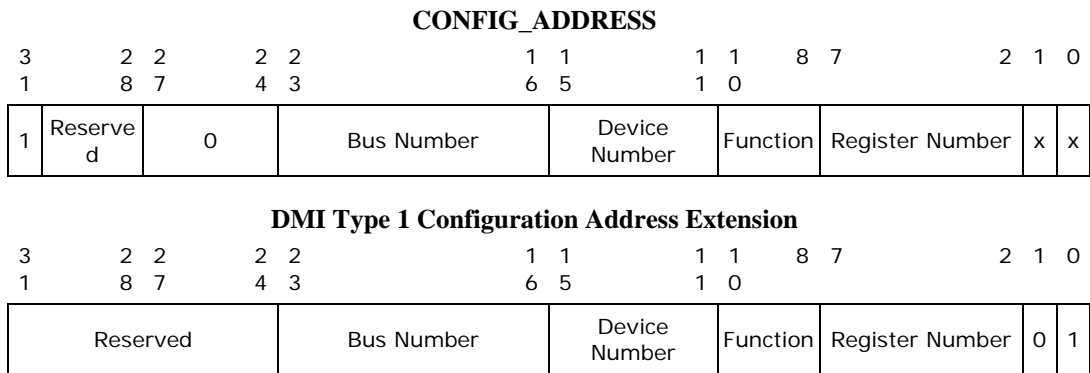 CONFIG_ADDRESS
3 2 2 2 2 1 1 1 1 8 7 2 1 0
1 8 7 4 3 6 5 1 0
1 Reserve 0 Bus Number Device Function Register Number x x
d Number
DMI Type 1 Configuration Address Extension
3 2 2 2 2 1 1 1 1 8 7 2 1 0
1 8 7 4 3 6 5 1 0
Reserved Bus Number Device Function Register Number 0 1
Number